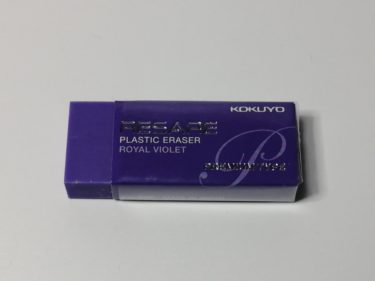 KOKUYO
RESARE
PLASTIC ERASER
ROYAL VIOLET
P
PREMIUM TYPE